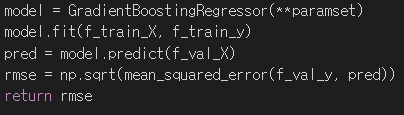 model = GradientBoostingRegressor(**paramset)
model.fit(f_train_X, f_train_y)
pred = model.predict(f_val_X)
rmse = np.sqrt(mean_squared_error(f_val_y, pred))
return rmse